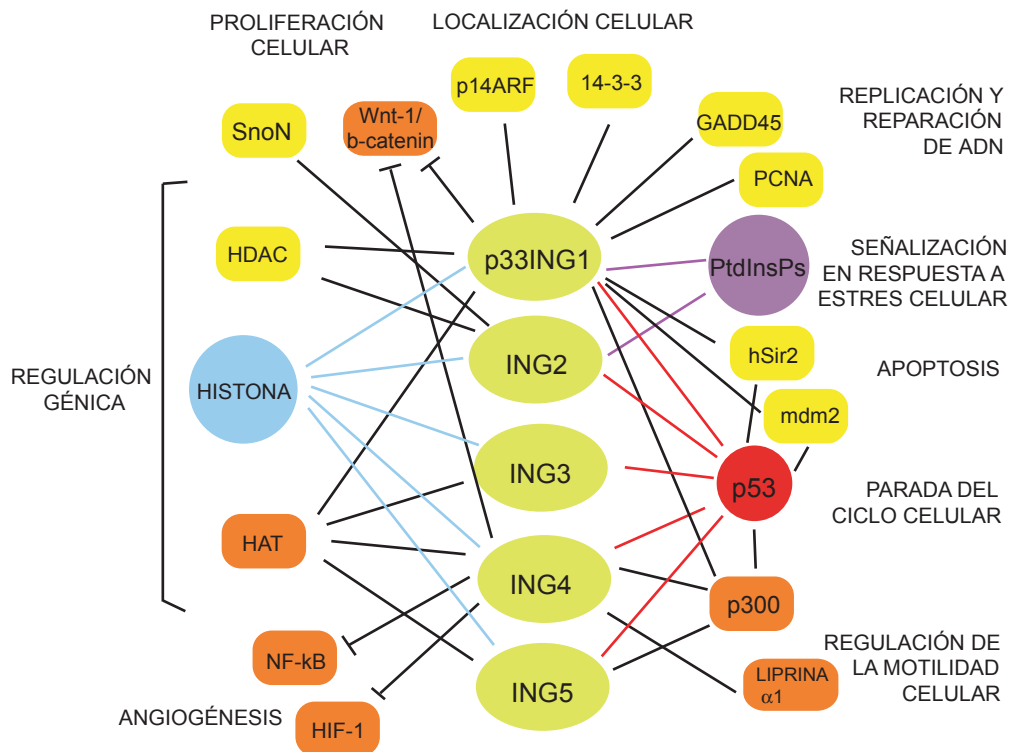 PROLIFERACIÓN
CELULAR
LOCALIZACIÓN CELULAR
p14ARF
14-3-3
SnoN
Wnt-1/
b-catenin
GADD45
REPLICACIÓN Y
REPARACIÓN
DE ADN
PCNA
HDAC
p33ING1
PtdInsPs
SEÑALIZACIÓN
EN RESPUESTA A
ESTRES CELULAR
REGULACIÓN
GÉNICA
HISTONA
ING2
hSir2
APOPTOSIS
mdm2
ING3
p53
PARADA DEL
CICLO CELULAR
HAT
ING4
p300
NF-kB
ING5
LIPRINA
α1
REGULACIÓN DE
LA MOTILIDAD
CELULAR
ANGIOGÉNESIS
HIF-1